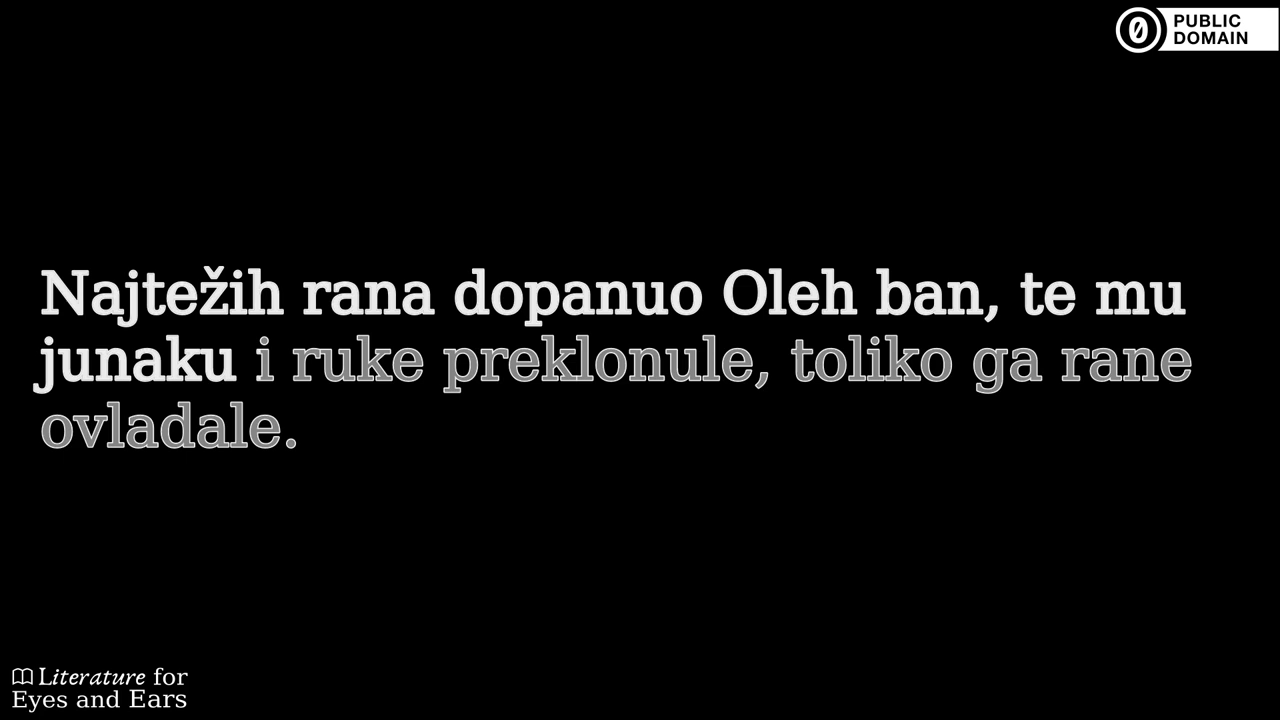 PUBLIC
DOMAIN
Najtežih rana dopanuo Oleh ban, te mu
junaku i ruke preklonule, toliko ga rane
ovladale.
Literature for
Eyes and Ears